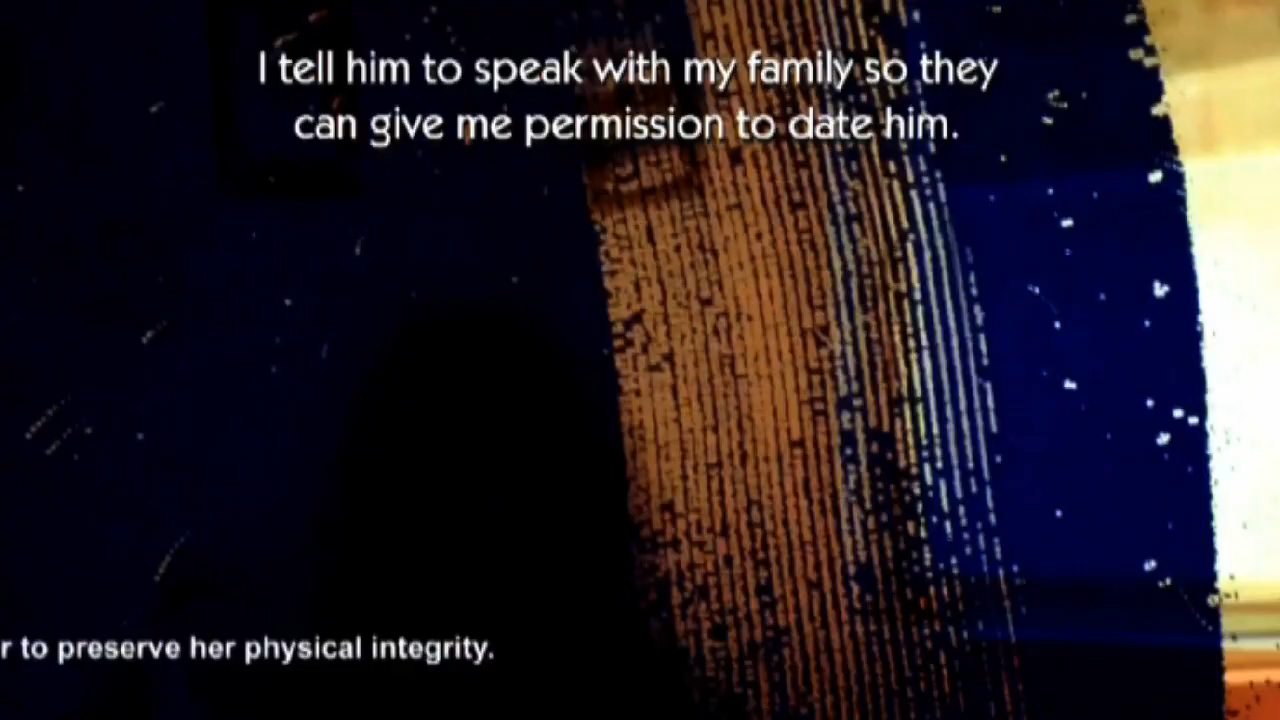 I tell him to speak with my family so they
can give me permission to date him.
r to preserve her physical integrity.